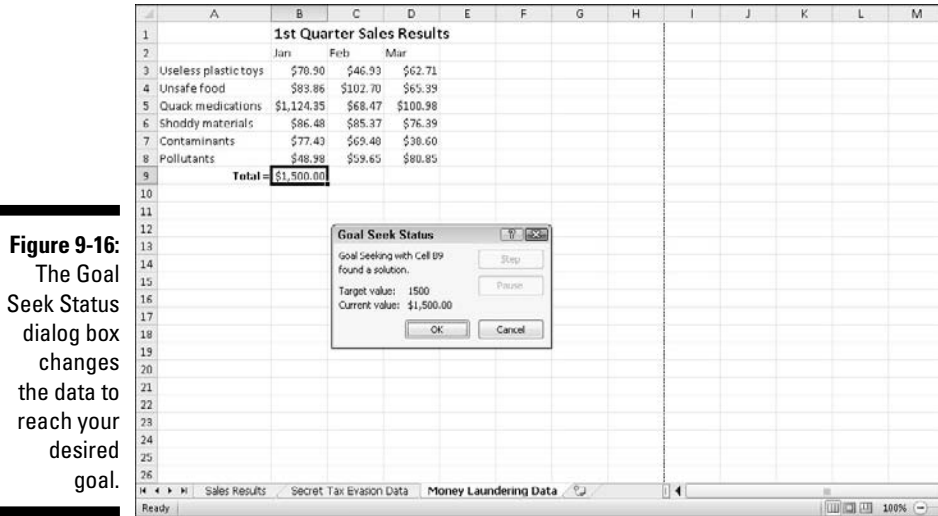 A B C D E F G H I J K L M
1 1st Quarter Sales Results
2 Jan Feb Mar
3 Useless plastic toys $78.90 $46.93 $62.71
4 Unsafe food $83.86 $102.70 $65.39
5 Quack medications $1,124.35 $68.47 $100.98
6 Shoddy materials $86.48 $85.37 $76.39
7 Contaminants $77.43 $69.48 $38.60
8 Pollutants $48.98 $59.65 $80.85
9 Total = $1,500.00
10
11
12
13
14
15
16
17
18
19
20
21
22
23
24
25
26
Goal Seek Status
Goal Seeking with Cell B9
found a solution.
Step
Target value: 1500
Pause
Current value: $1,500.00
OK Cancel
Sales Results Secret Tax Evasion Data Money Laundering Data
Ready 100%
Figure 9-16:
The Goal
Seek Status
dialog box
changes
the data to
reach your
desired
goal.